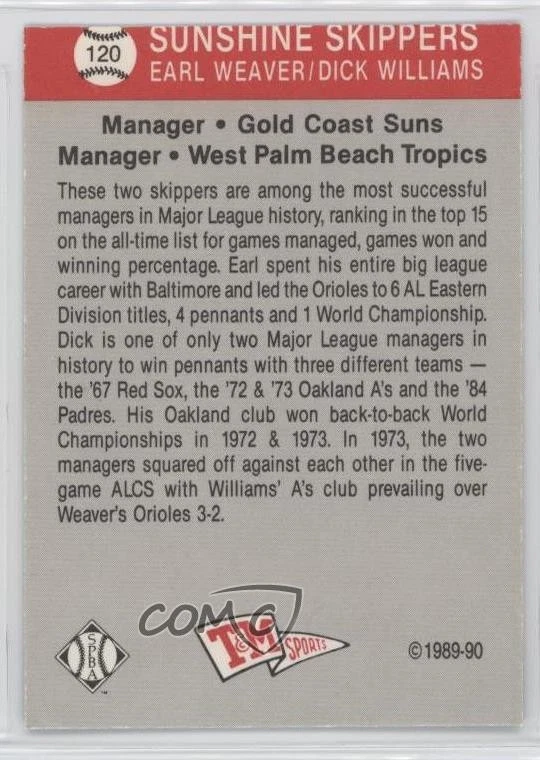 120
SUNSHINE SKIPPERS
EARL WEAVER/DICK WILLIAMS
Manager • Gold Coast Suns
Manager • West Palm Beach Tropics
These two skippers are among the most successful
managers in Major League history, ranking in the top 15
on the all-time list for games managed, games won and
winning percentage. Earl spent his entire big league
career with Baltimore and led the Orioles to 6 AL Eastern
Division titles, 4 pennants and 1 World Championship.
Dick is one of only two Major League managers in
history to win pennants with three different teams —
the '67 Red Sox, the '72 & '73 Oakland A's and the '84
Padres. His Oakland club won back-to-back World
Championships in 1972 & 1973. In 1973, the two
managers squared off against each other in the five-
game ALCS with Williams' A's club prevailing over
Weaver's Orioles 3-2.
COMC
SPBA™
T&M SPORTS
©1989-90